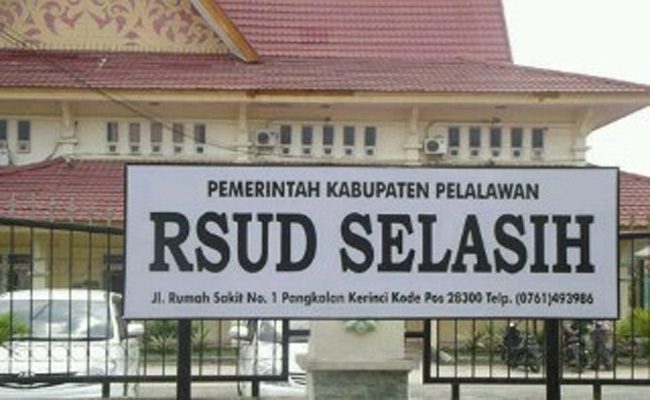 PEMERINTAH KABUPATEN PELALAWAN
RSUD SELASIH
Jl. Rumah Sakit No. 1 Pangkalan Kerinci Kode Pos 28300 Telp. (0761)493986